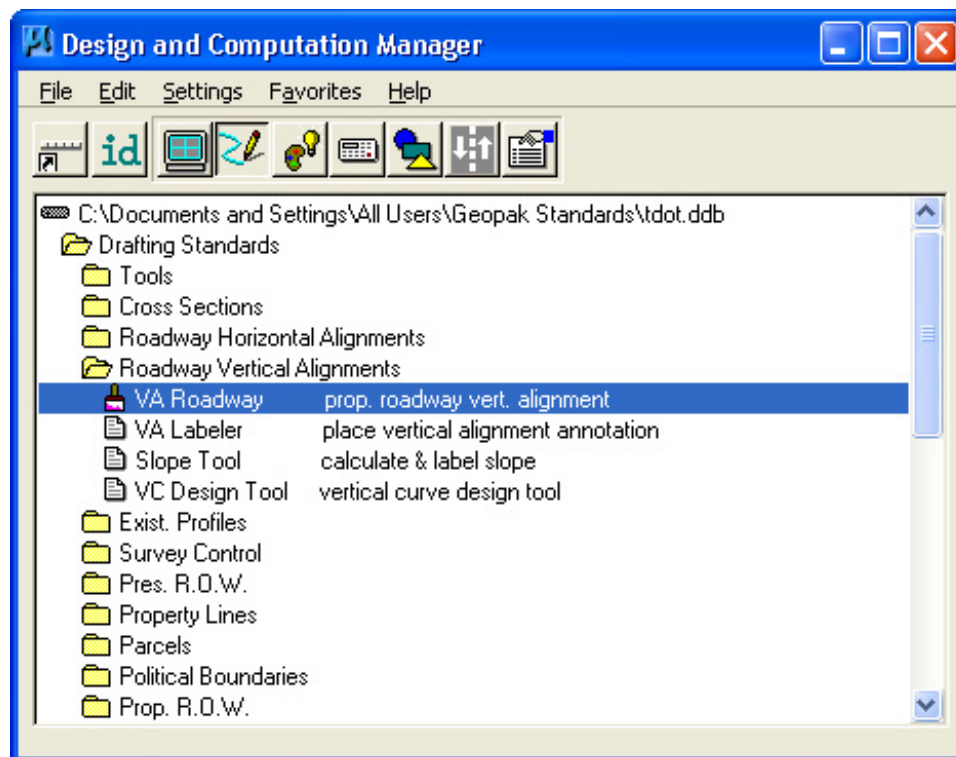 Design and Computation Manager
File Edit Settings Favorites Help
id
C:\Documents and Settings\All Users\Geopak Standards\tdot.ddb
Drafting Standards
Tools
Cross Sections
Roadway Horizontal Alignments
Roadway Vertical Alignments
VA Roadway prop. roadway vert. alignment
VA Labeler place vertical alignment annotation
Slope Tool calculate & label slope
VC Design Tool vertical curve design tool
Exist. Profiles
Survey Control
Pres. R.O.W.
Property Lines
Parcels
Political Boundaries
Prop. R.O.W.